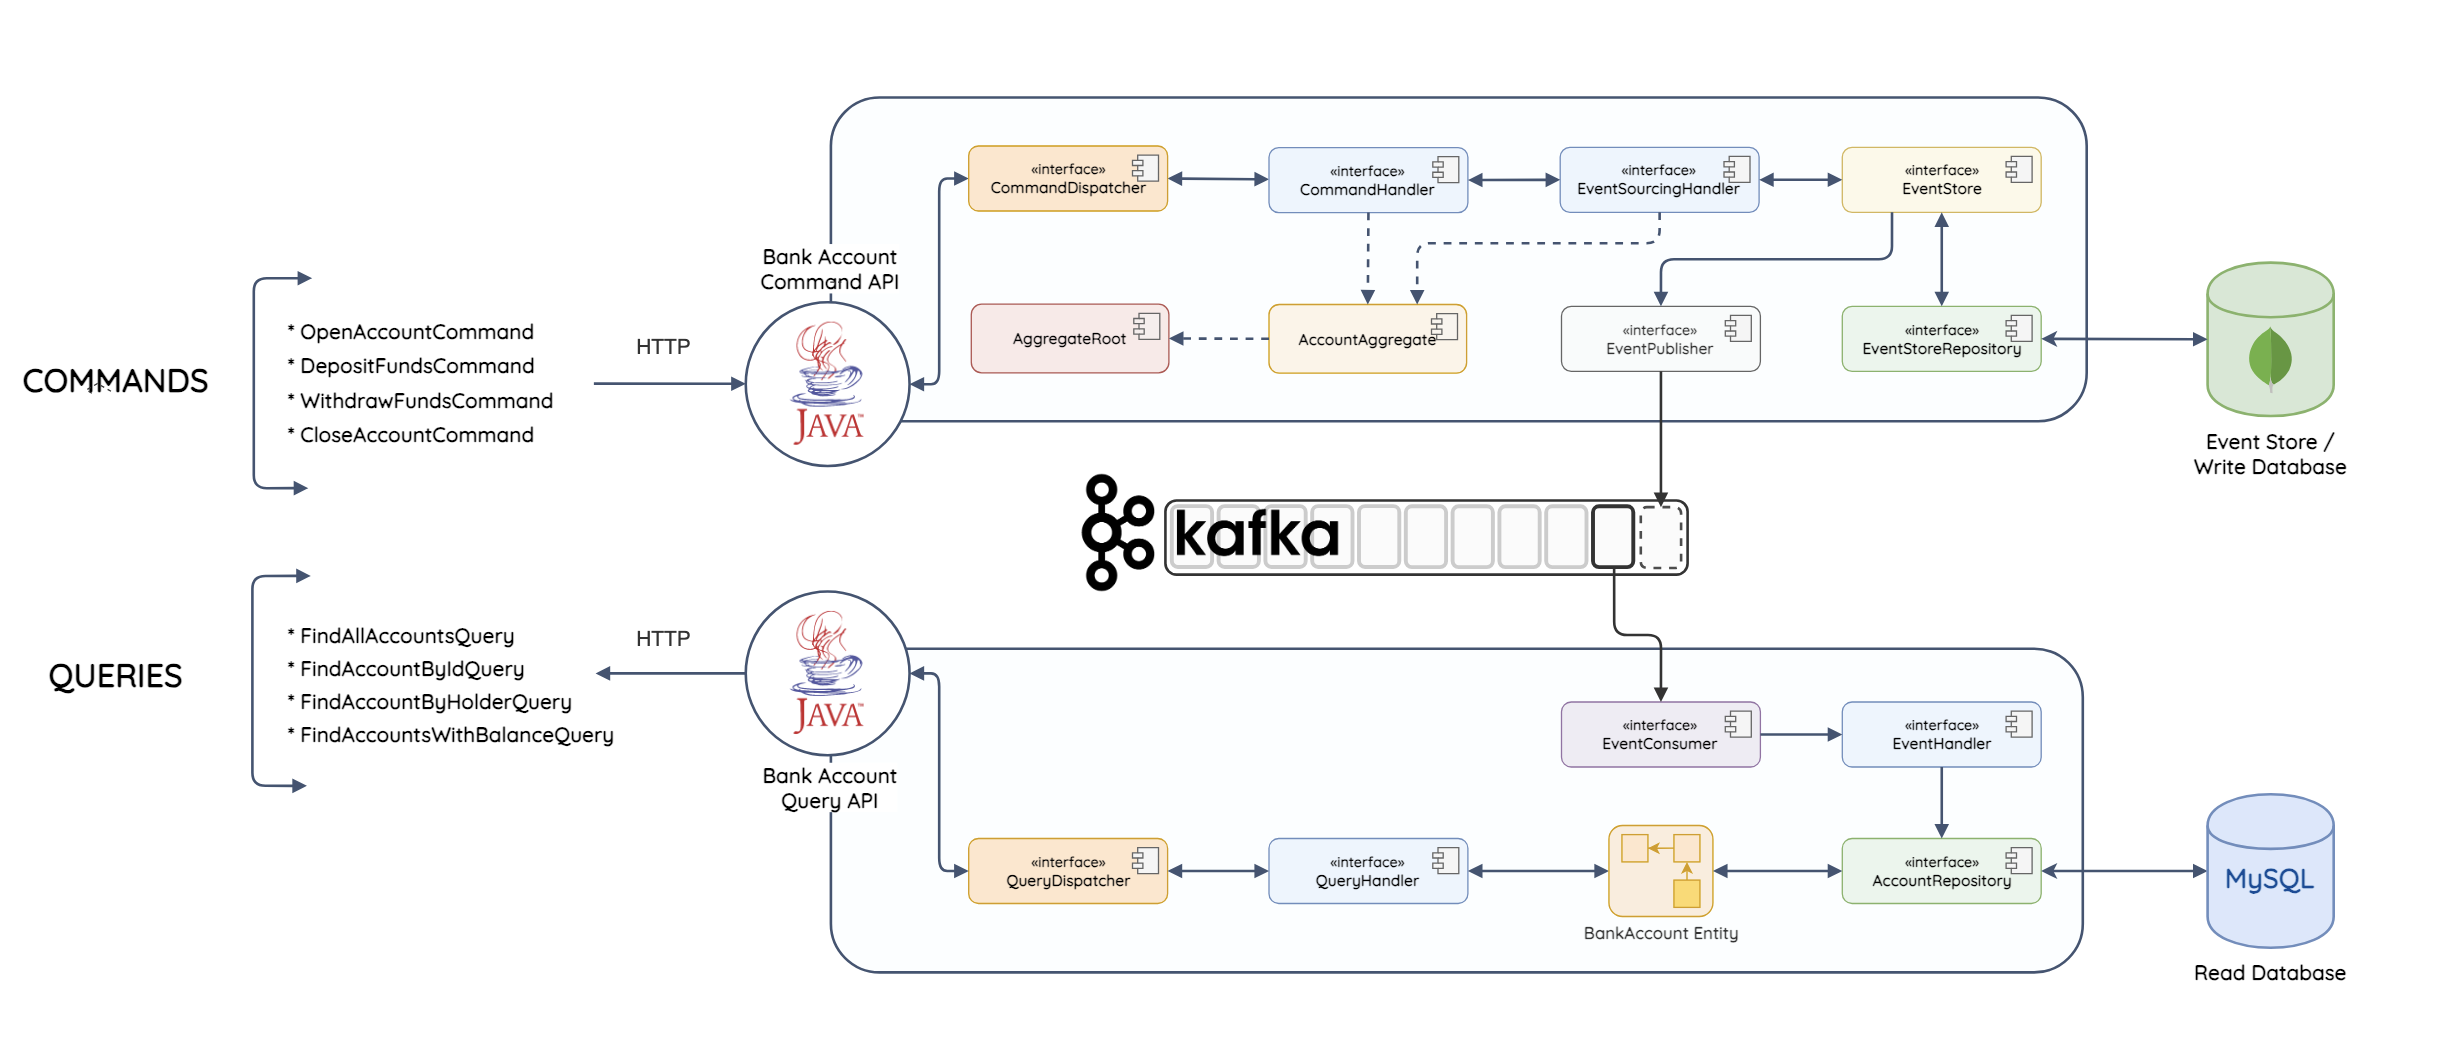 COMMANDS
* OpenAccountCommand
* DepositFundsCommand
* WithdrawFundsCommand
* CloseAccountCommand
HTTP
Bank Account
Command API
JAVA™
«interface»
CommandDispatcher
«interface»
CommandHandler
«interface»
EventSourcingHandler
«interface»
EventStore
AggregateRoot
AccountAggregate
«interface»
EventPublisher
«interface»
EventStoreRepository
Event Store /
Write Database
kafka
QUERIES
* FindAllAccountsQuery
* FindAccountByIdQuery
* FindAccountByHolderQuery
* FindAccountsWithBalanceQuery
HTTP
JAVA™
Bank Account
Query API
«interface»
EventConsumer
«interface»
EventHandler
«interface»
QueryDispatcher
«interface»
QueryHandler
BankAccount Entity
«interface»
AccountRepository
MySQL
Read Database